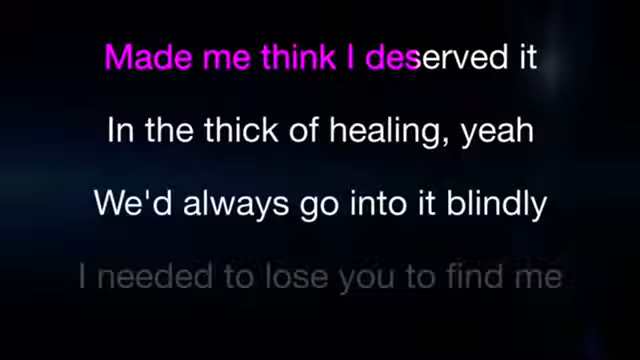 Made me think I deserved it
In the thick of healing, yeah
We'd always go into it blindly
I needed to lose you to find me